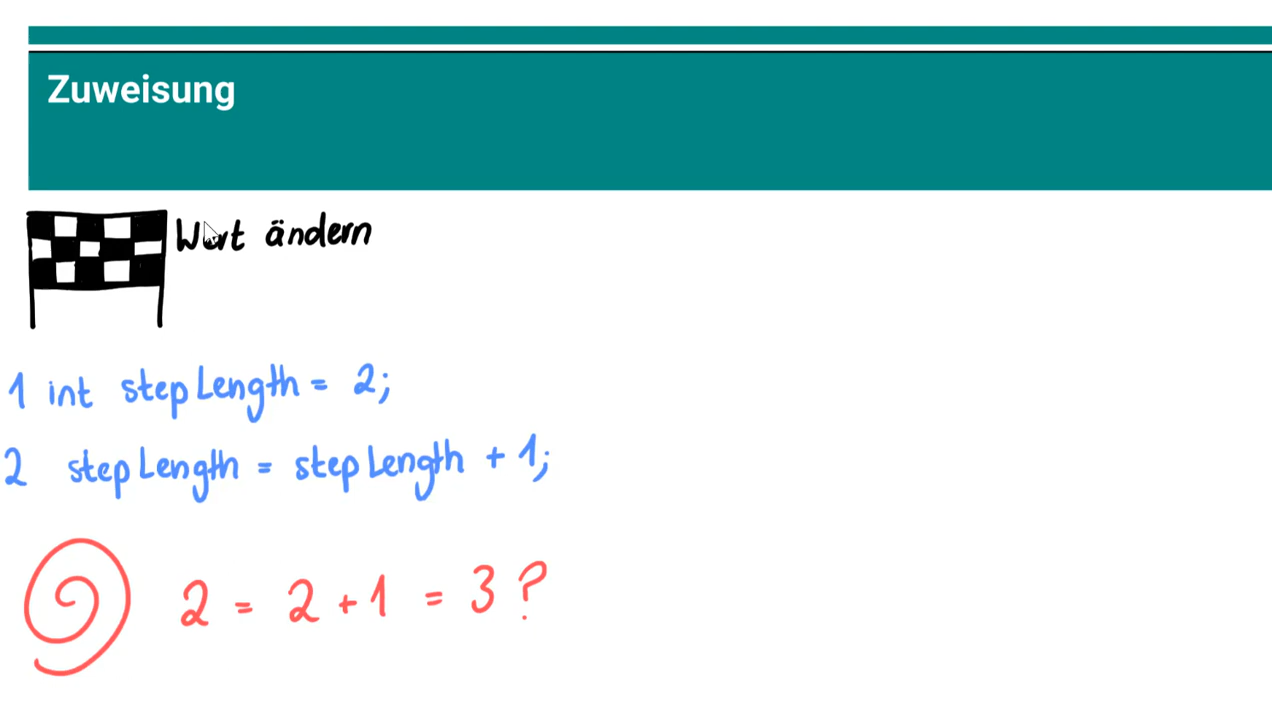 Zuweisung
Wert ändern
1 int stepLength = 2;
2 stepLength = stepLength + 1;
2 = 2 + 1 = 3 ?